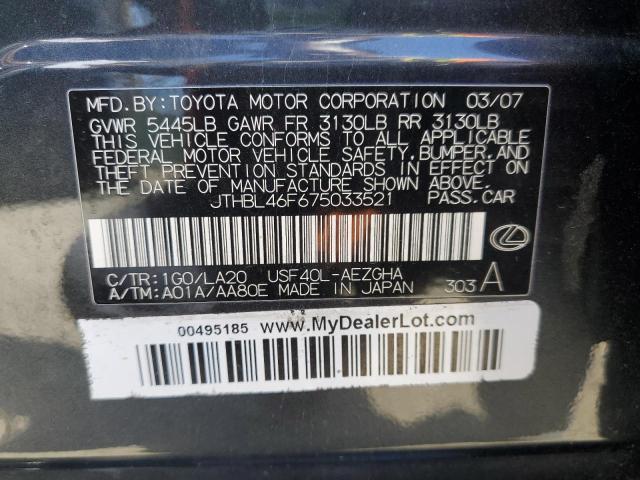 MFD.BY:TOYOTA MOTOR CORPORATION 03/07
GVWR 5445LB GAWR FR 3130LB RR 3130LB
THIS VEHICLE CONFORMS TO ALL APPLICABLE
FEDERAL MOTOR VEHICLE SAFETY,BUMPER,AND
THEFT PREVENTION STANDARDS IN EFFECT ON
THE DATE OF MANUFACTURE SHOWN ABOVE.
JTHBL46F675033521 PASS.CAR
C/TR:1G0/LA20 USF40L-AEZGHA
A/TM:A01A/AA80E MADE IN JAPAN 303 A
00495185 www.MyDealerLot.com